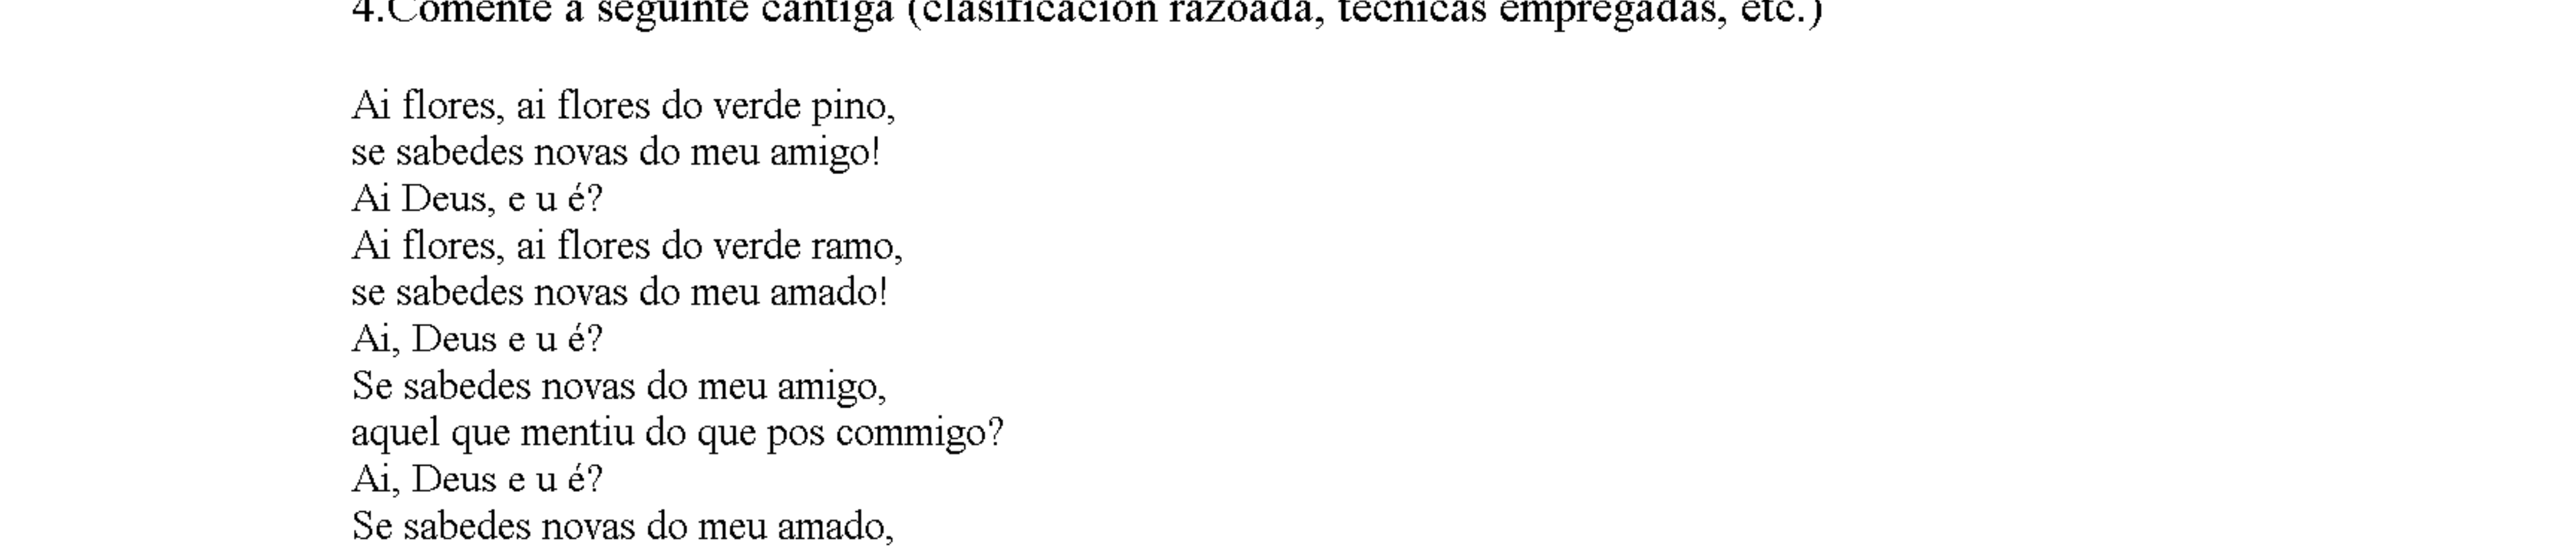 4.Comente a seguinte cantiga (clasificación razoada, técnicas empregadas, etc.)
Ai flores, ai flores do verde pino,
se sabedes novas do meu amigo!
Ai Deus, e u é?
Ai flores, ai flores do verde ramo,
se sabedes novas do meu amado!
Ai, Deus e u é?
Se sabedes novas do meu amigo,
aquel que mentiu do que pos commigo?
Ai, Deus e u é?
Se sabedes novas do meu amado,